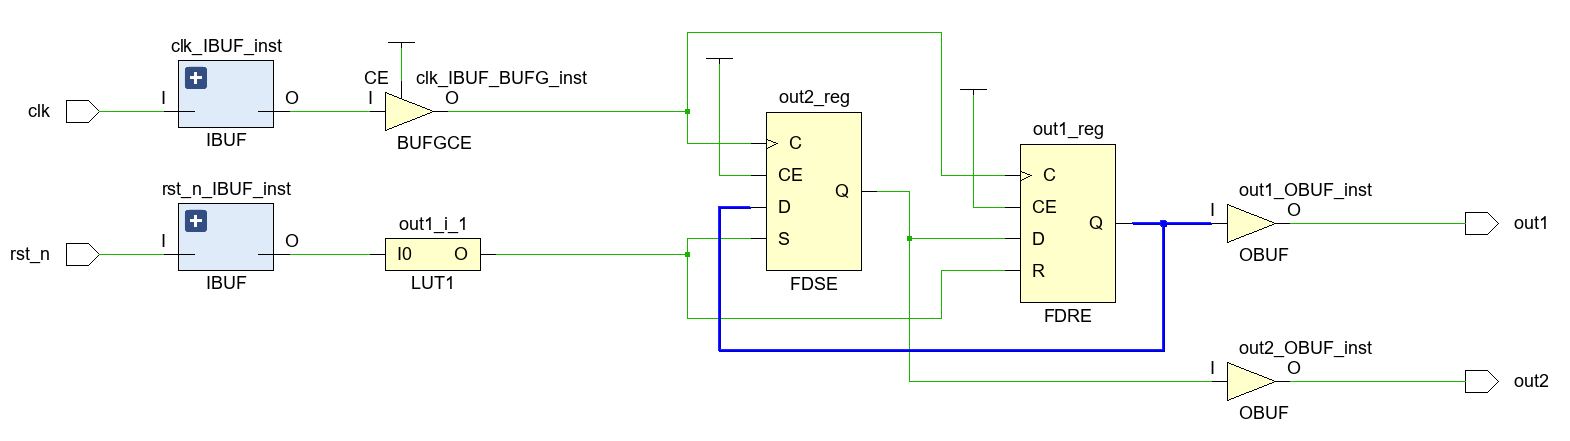 clk_IBUF_inst
clk
I
O
IBUF
CE
clk_IBUF_BUFG_inst
I
O
BUFGCE
rst_n_IBUF_inst
rst_n
I
O
IBUF
out1_i_1
I0
O
LUT1
out2_reg
C
CE
D
S
Q
FDSE
out1_reg
C
CE
D
R
Q
FDRE
out1_OBUF_inst
I
O
OBUF
out1
out2_OBUF_inst
I
O
OBUF
out2